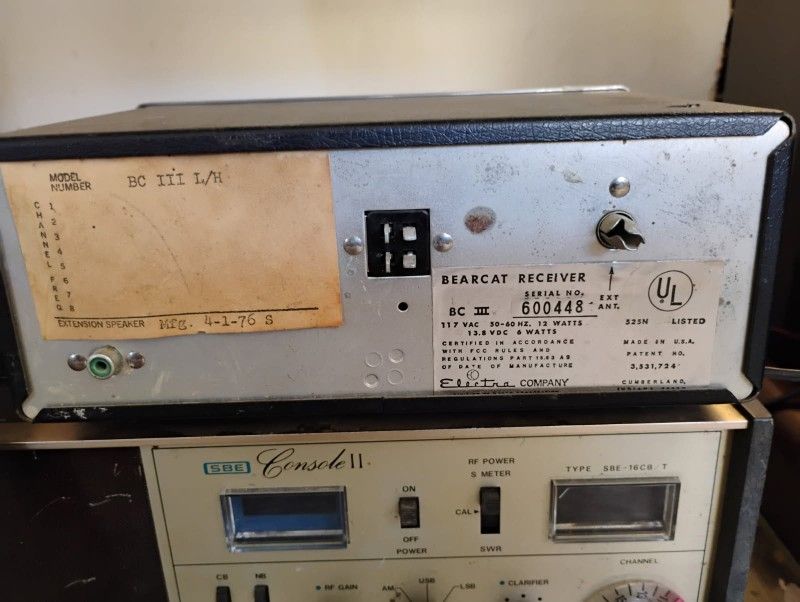 MODEL
NUMBER
BC III L/H
CHANNEL FREQ
1
2
3
4
5
6
7
8
EXTENSION SPEAKER Mfg. 4-1-76 S
BEARCAT RECEIVER
SERIAL NO.
BC III 600448
117 VAC 50-60 HZ. 12 WATTS
13.8 VDC 6 WATTS
CERTIFIED IN ACCORDANCE
WITH FCC RULES AND
REGULATIONS PART 15.63 AS
OF DATE OF MANUFACTURE
Electra COMPANY
EXT
ANT.
UL
525N LISTED
MADE IN U.S.A.
PATENT NO.
3,531,724
CUMBERLAND,
SBE Console II
RF POWER
S METER
CAL
SWR
ON
OFF
POWER
TYPE SBE-16CB/T
CHANNEL
CB
NB
RF GAIN
AM
USB
LSB
CLARIFIER